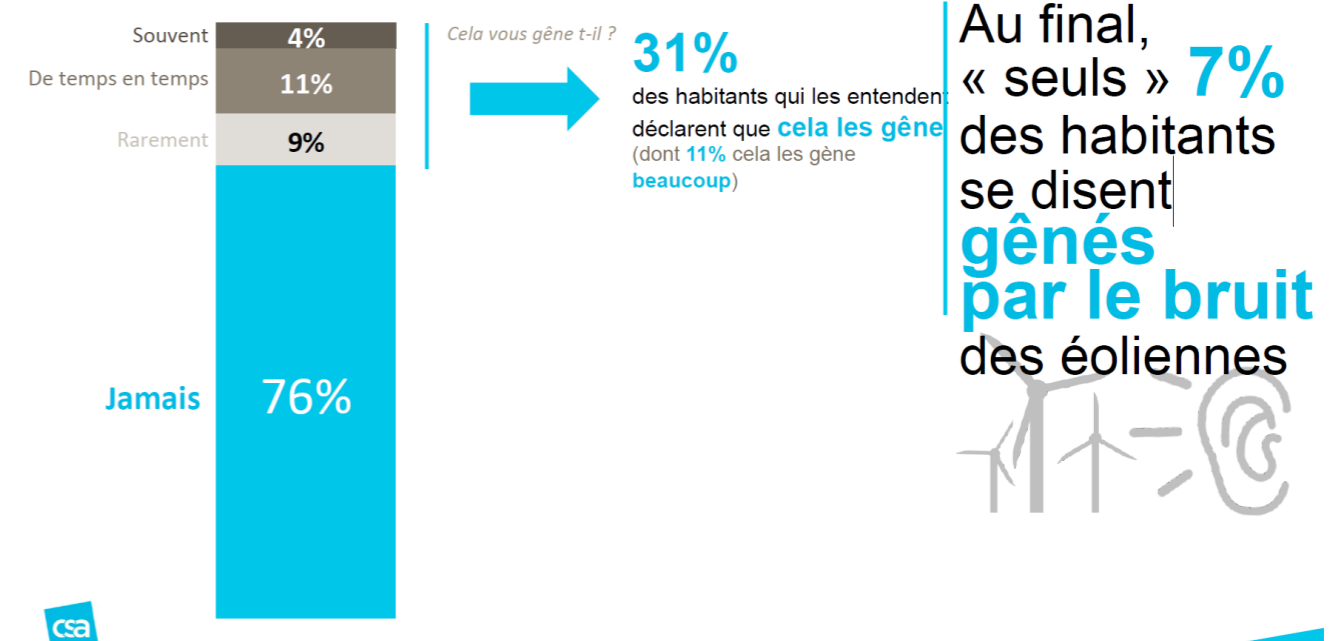 Souvent 4%
De temps en temps 11%
Rarement 9%
Jamais 76%
Cela vous gêne t-il ?
31%
des habitants qui les entendent
déclarent que cela les gêne
(dont 11% cela les gène
beaucoup)
Au final,
« seuls » 7%
des habitants
se disent
gênés
par le bruit
des éoliennes
csa